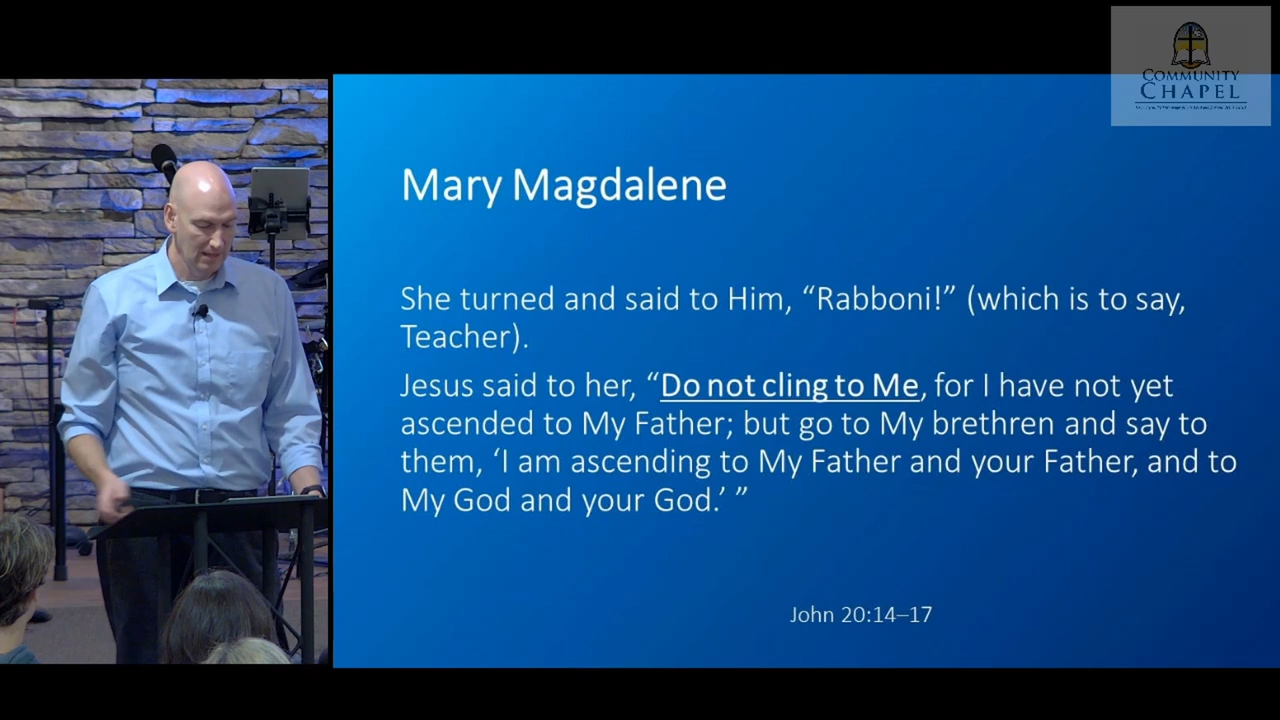 COMMUNITY
CHAPEL
Mary Magdalene
She turned and said to Him, “Rabboni!” (which is to say,
Teacher).
Jesus said to her, “Do not cling to Me, for I have not yet
ascended to My Father; but go to My brethren and say to
them, ‘I am ascending to My Father and your Father, and to
My God and your God.’ ”
John 20:14–17